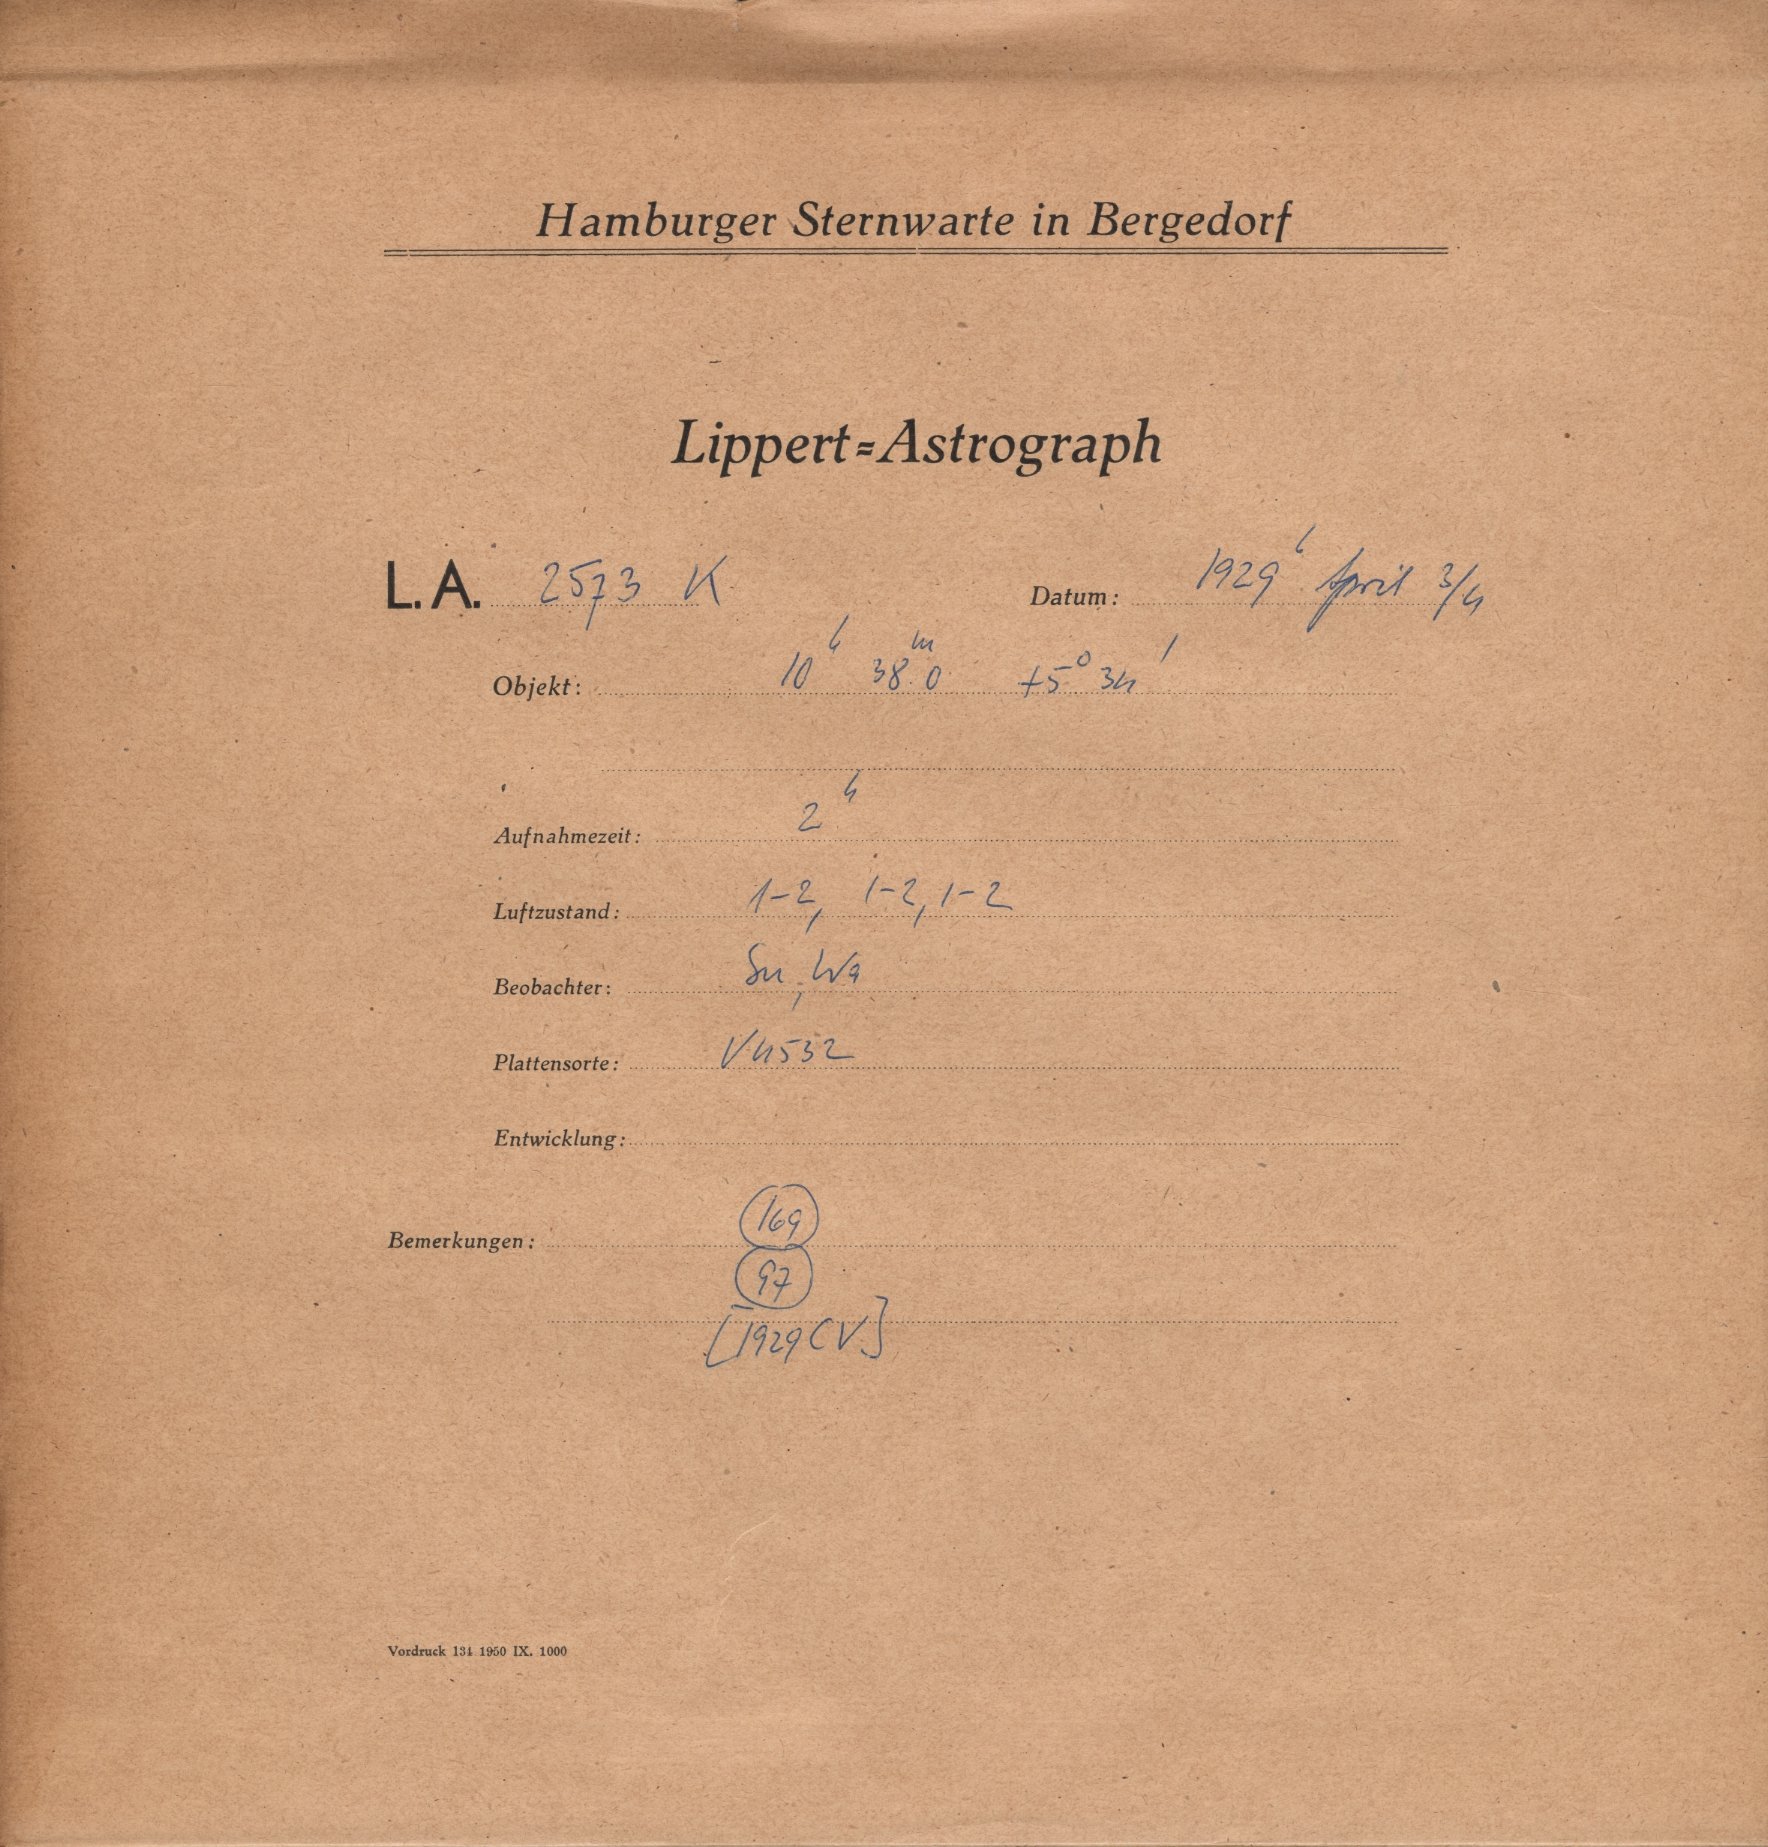 Hamburger Sternwarte in Bergedorf
Lippert=Astrograph
L.A. 2573 K Datum: 1929 April 3/4
Objekt: 10h 38m.0 +5° 34'
Aufnahmezeit: 2h
Luftzustand: 1-2, 1-2, 1-2
Beobachter: Sn, Wa
Plattensorte: V4532
Entwicklung:
Bemerkungen: 169
97
[1929 CV]
Vordruck 134 1950 IX. 1000